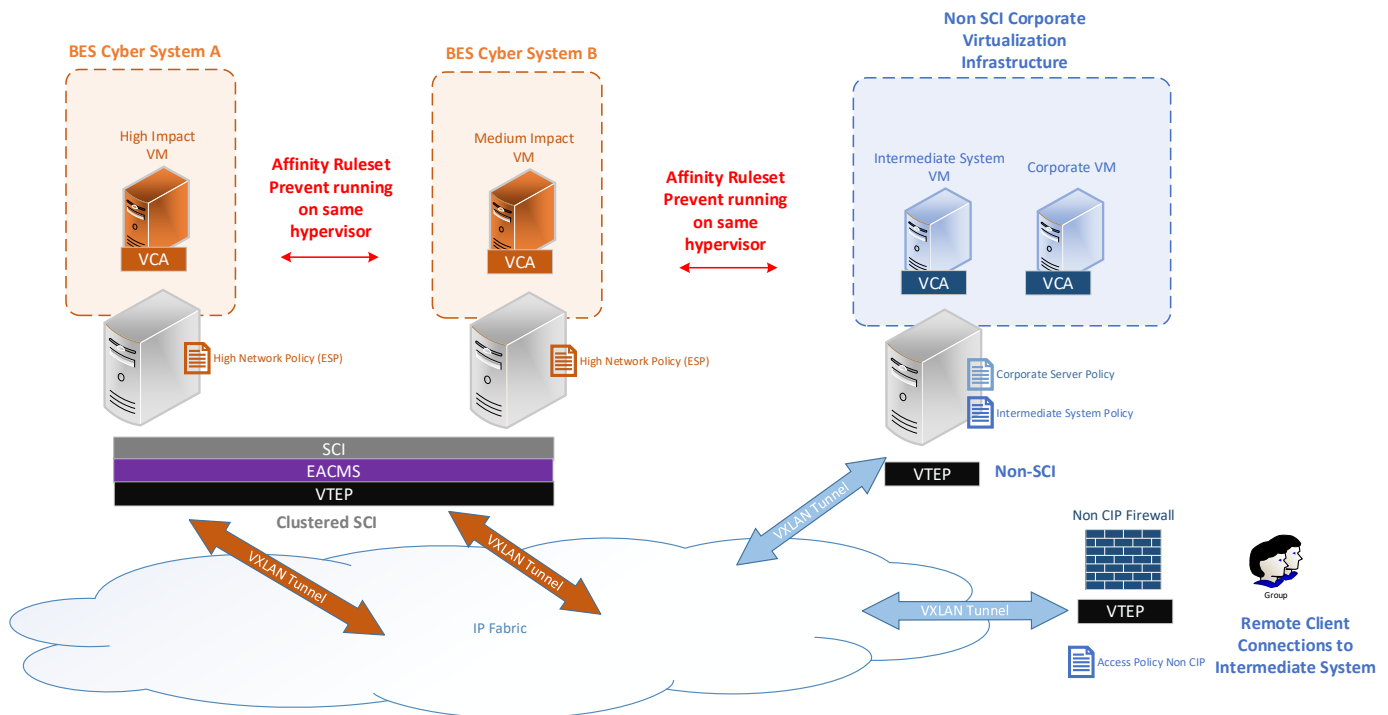 Non SCI Corporate
Virtualization
Infrastructure
BES Cyber System A
BES Cyber System B
High Impact
VM
Medium Impact
VM
Intermediate System
VM
Corporate VM
Affinity Ruleset
Prevent running
on same
hypervisor
Affinity Ruleset
Prevent running
on same
hypervisor
VCA
VCA
VCA
VCA
High Network Policy (ESP)
High Network Policy (ESP)
Corporate Server Policy
Intermediate System Policy
SCI
EACMS
VTEP
Clustered SCI
VTEP
Non-SCI
VXLAN Tunnel
VXLAN Tunnel
VXLAN Tunnel
VXLAN Tunnel
IP Fabric
Non CIP Firewall
VTEP
Access Policy Non CIP
Group
Remote Client
Connections to
Intermediate System